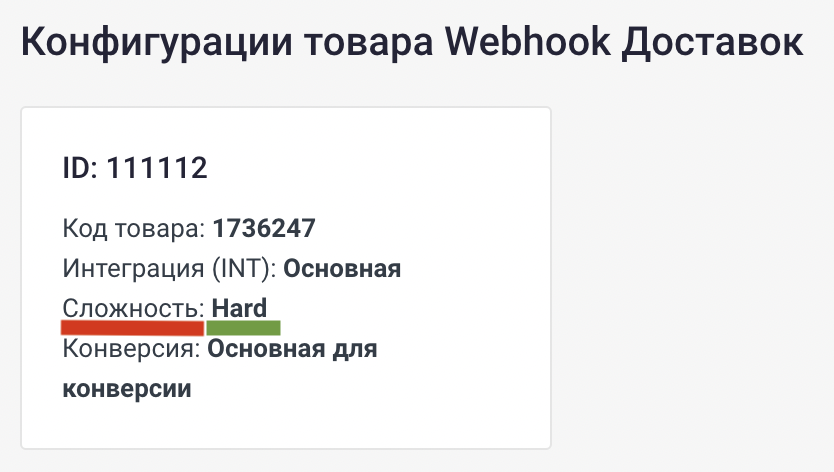 Конфигурации товара Webhook Доставок
ID: 111112
Код товара: 1736247
Интеграция (INT): Основная
Сложность: Hard
Конверсия: Основная для
конверсии